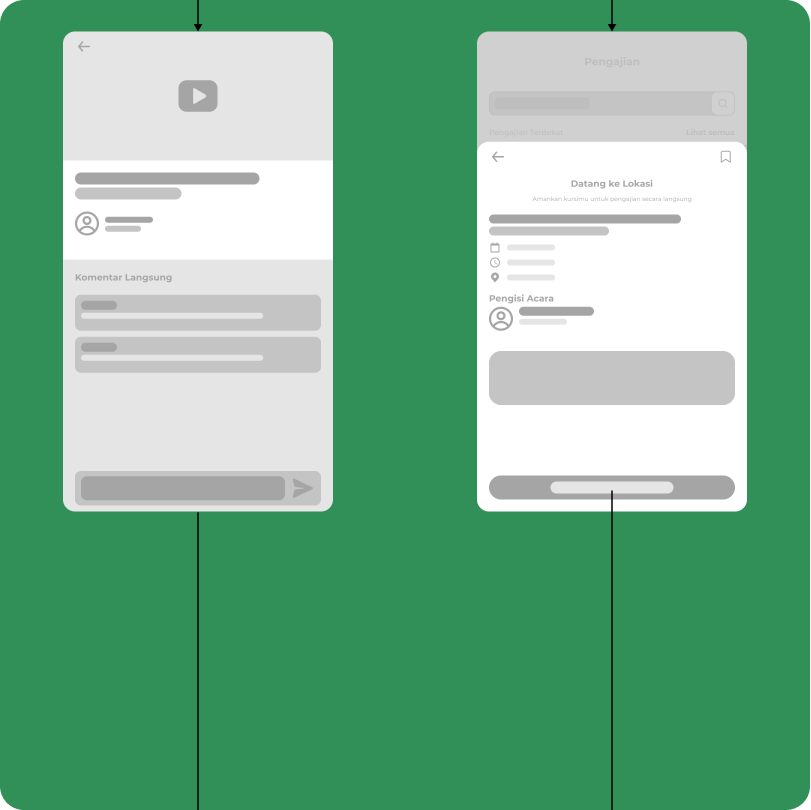 Komentar Langsung
Pengajian
Pengajian Terdekat
Lihat semua
Datang ke Lokasi
Amankan kursimu untuk pengajian secara langsung
Pengisi Acara